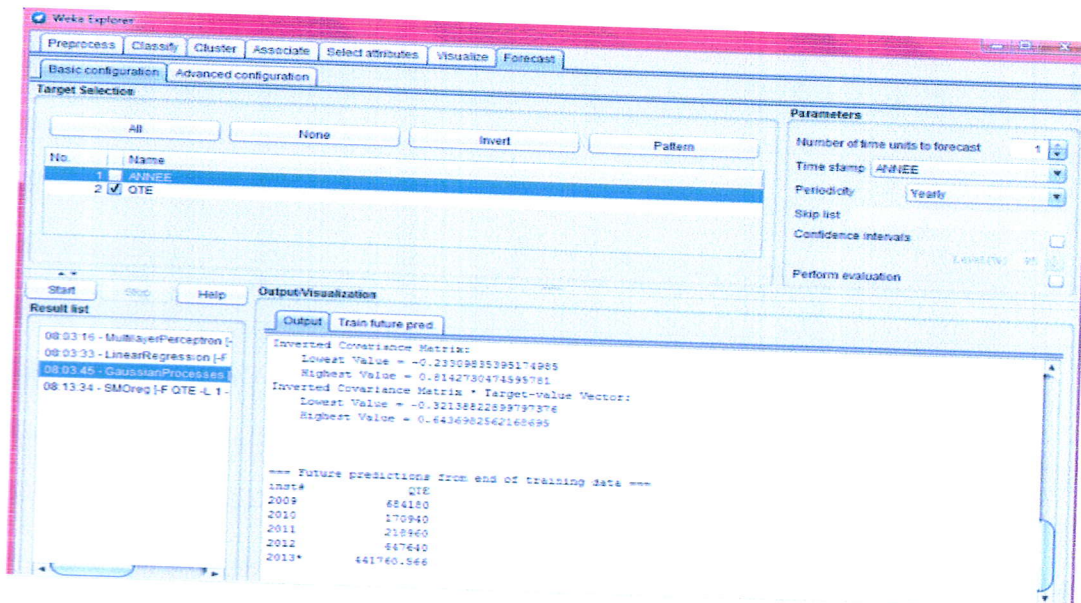 Weka Explorer
Preprocess Classify Cluster Associate Select attributes Visualize Forecast
Basic configuration Advanced configuration
Target Selection
All None Invert Pattern
No. Name
1 ANNEE
2 QTE
Parameters
Number of time units to forecast 1
Time stamp ANNEE
Periodicity Yearly
Skip list
Confidence intervals
Level (%) 95
Perform evaluation
Start Stop Help
Result list
08:03:16 - MultilayerPerceptron [-
08:03:33 - LinearRegression [-F
08:03:45 - GaussianProcesses [
08:13:34 - SMOreg [-F QTE -L 1 -
Output/Visualization
Output Train future pred.
Inverted Covariance Matrix:
Lowest Value = -0.23309835395174985
Highest Value = 0.8142730474595781
Inverted Covariance Matrix * Target-value Vector:
Lowest Value = -0.32138822899797376
Highest Value = 0.6436982562168695
=== Future predictions from end of training data ===
inst# QTE
2009 684180
2010 170940
2011 218960
2012 647640
2013* 441760.566